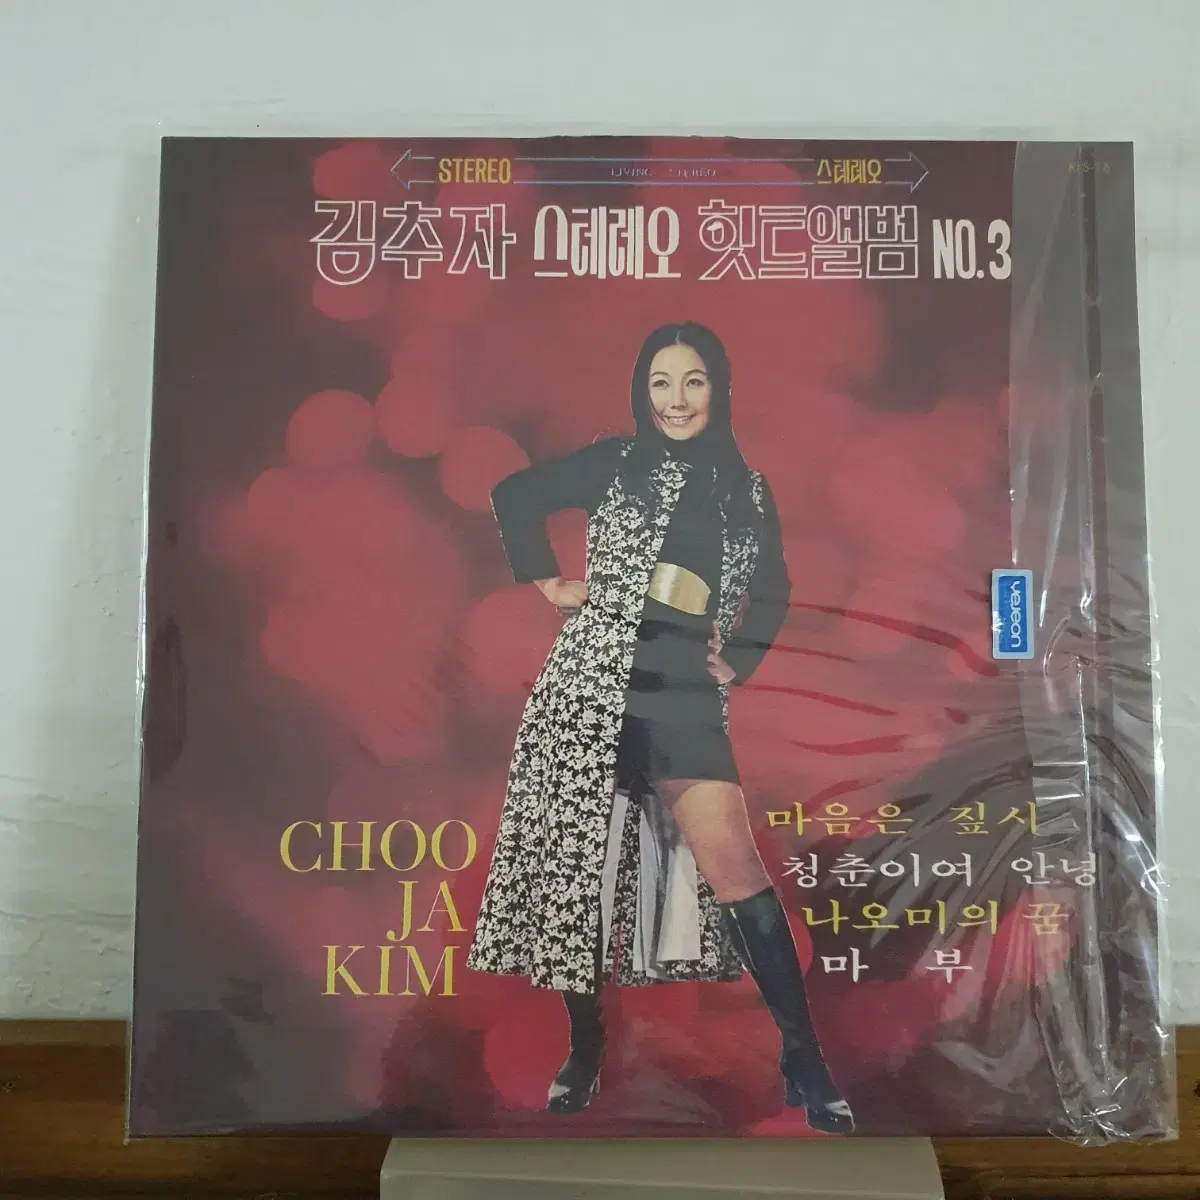 STEREO LIVING STEREO 스테레오
김추자 스테레오 힛드앨범 NO.3
yeyeon
CHOO
JA
KIM
마음은 짚시
청춘이여 안녕
나오미의 꿈
마부